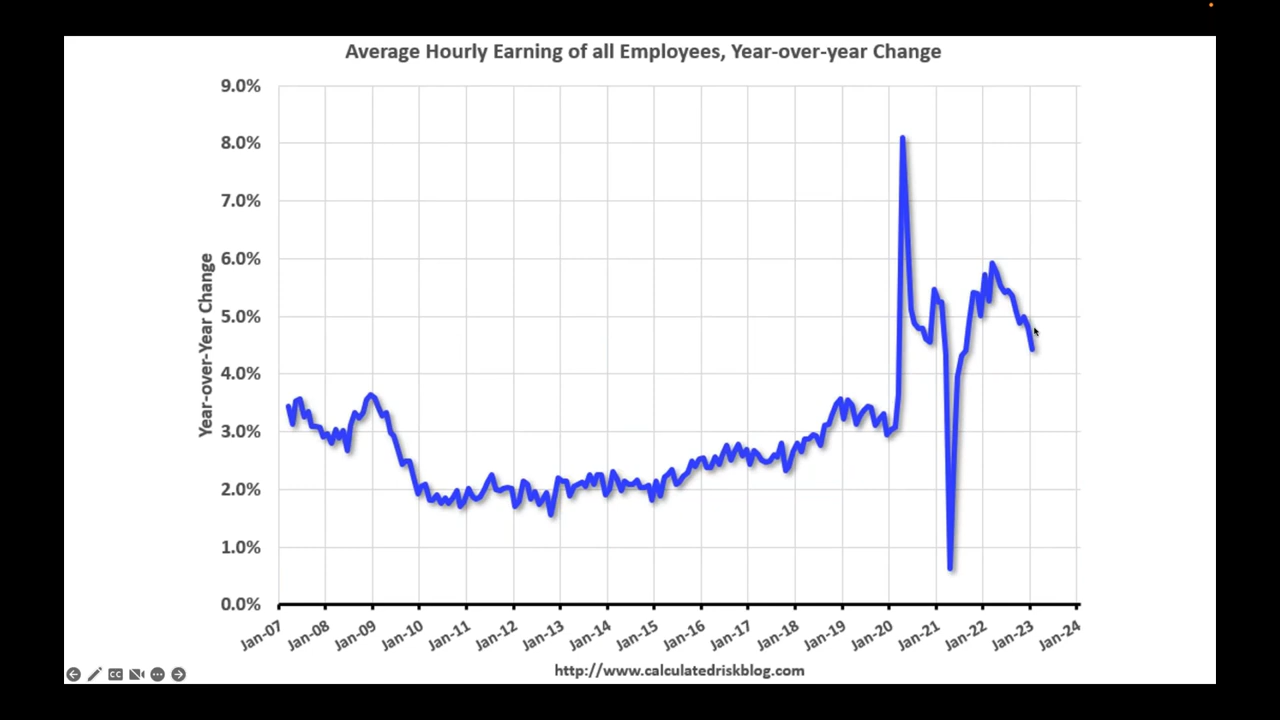 Average Hourly Earning of all Employees, Year-over-year Change
9.0%
8.0%
7.0%
6.0%
5.0%
4.0%
3.0%
2.0%
1.0%
0.0%
Year-over-Year Change
Jan-07
Jan-08
Jan-09
Jan-10
Jan-11
Jan-12
Jan-13
Jan-14
Jan-15
Jan-16
Jan-17
Jan-18
Jan-19
Jan-20
Jan-21
Jan-22
Jan-23
Jan-24
http://www.calculatedriskblog.com
CC